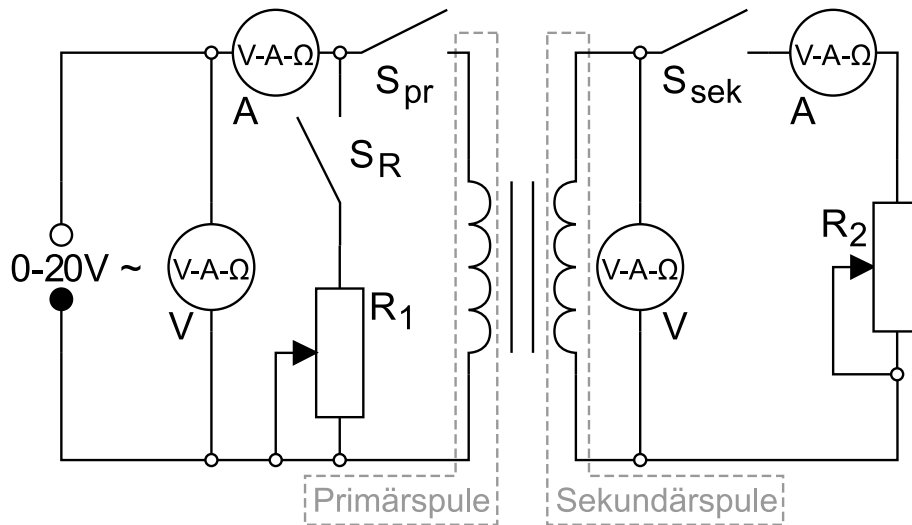 V-A-Ω
A
S_pr
S_R
0-20V ~
V-A-Ω
V
R_1
Primärspule
S_sek
V-A-Ω
A
V-A-Ω
V
R_2
Sekundärspule